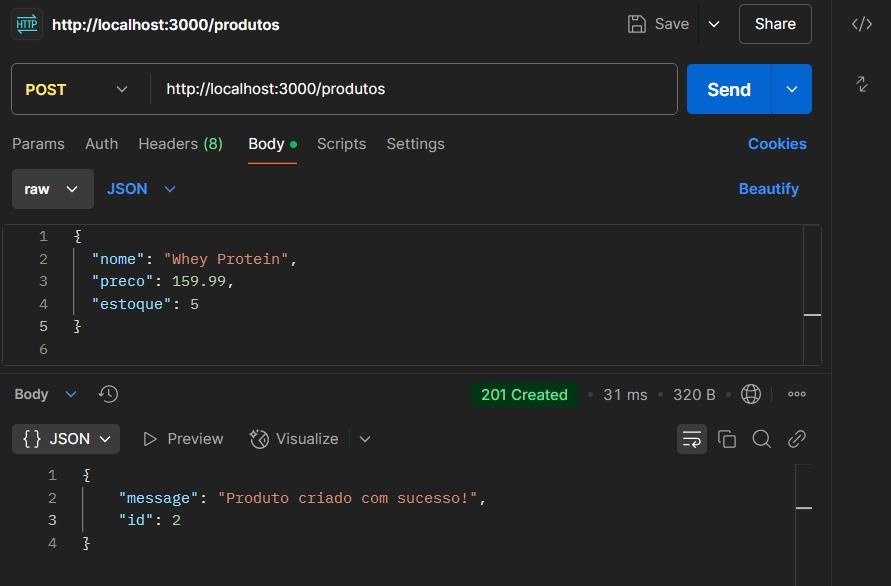 HTTP http://localhost:3000/produtos Save Share
POST http://localhost:3000/produtos Send
Params Auth Headers (8) Body Scripts Settings Cookies
raw JSON Beautify
1 {
2 "nome": "Whey Protein",
3 "preco": 159.99,
4 "estoque": 5
5 }
6
Body 201 Created 31 ms 320 B
{} JSON Preview Visualize
1 {
2 "message": "Produto criado com sucesso!",
3 "id": 2
4 }